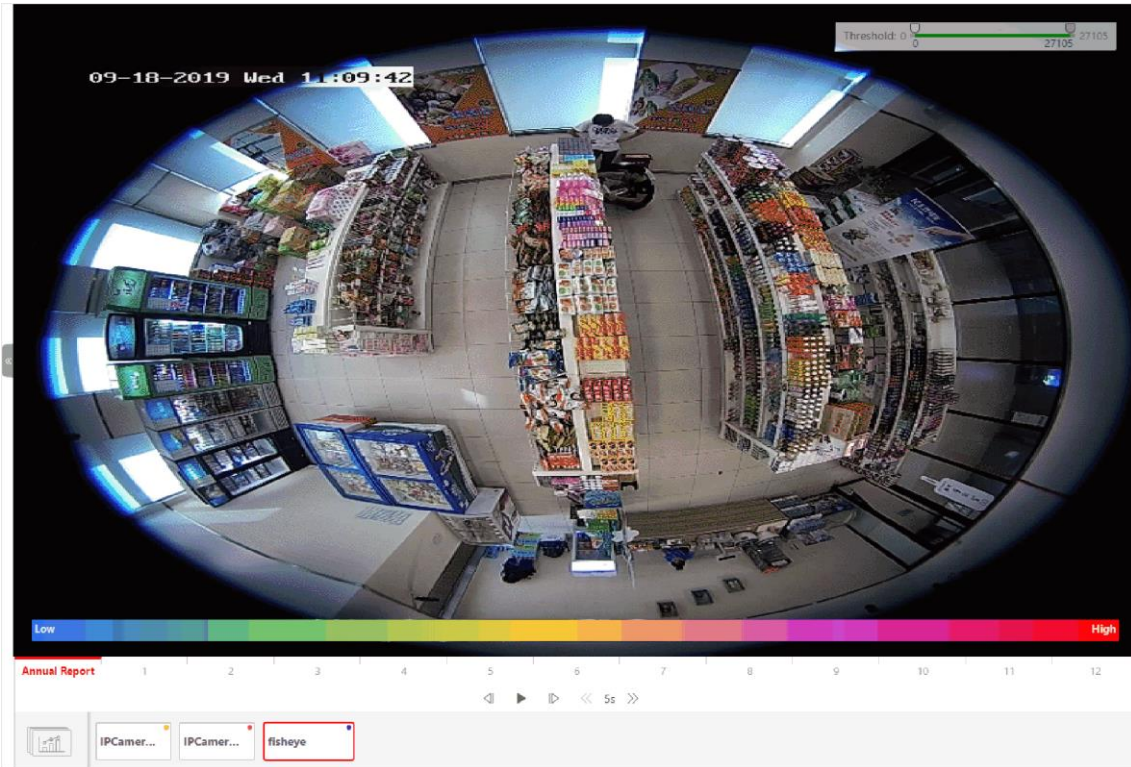 Threshold: 0 27105
0 27105
09-18-2019 Wed 11:09:42
Low High
Annual Report 1 2 3 4 5 6 7 8 9 10 11 12
5s
IPCamer... IPCamer... fisheye